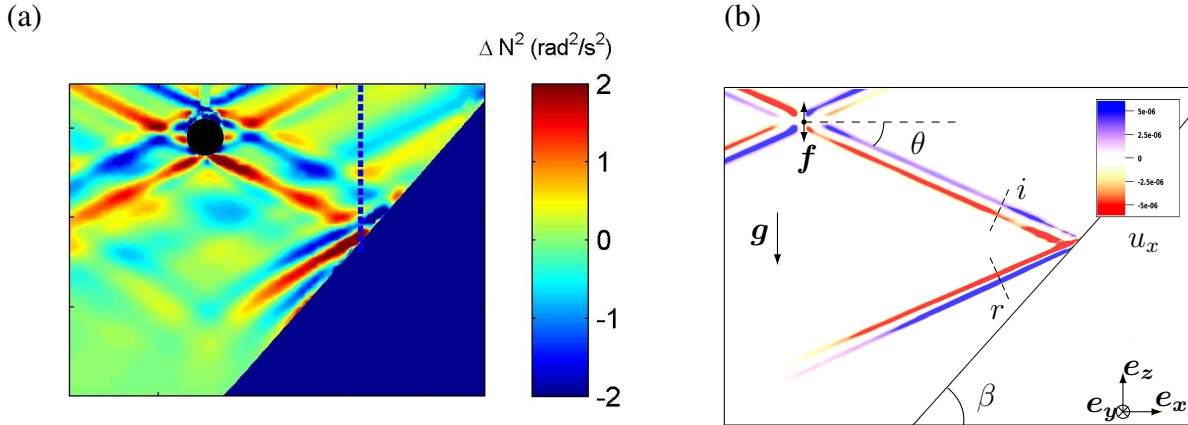 (a)
(b)
Δ N² (rad²/s²)
2
1
0
-1
-2
5e-06
2.5e-06
0
-2.5e-06
-5e-06
uₓ
θ
f
i
g
r
β
e_z
e_y
e_x